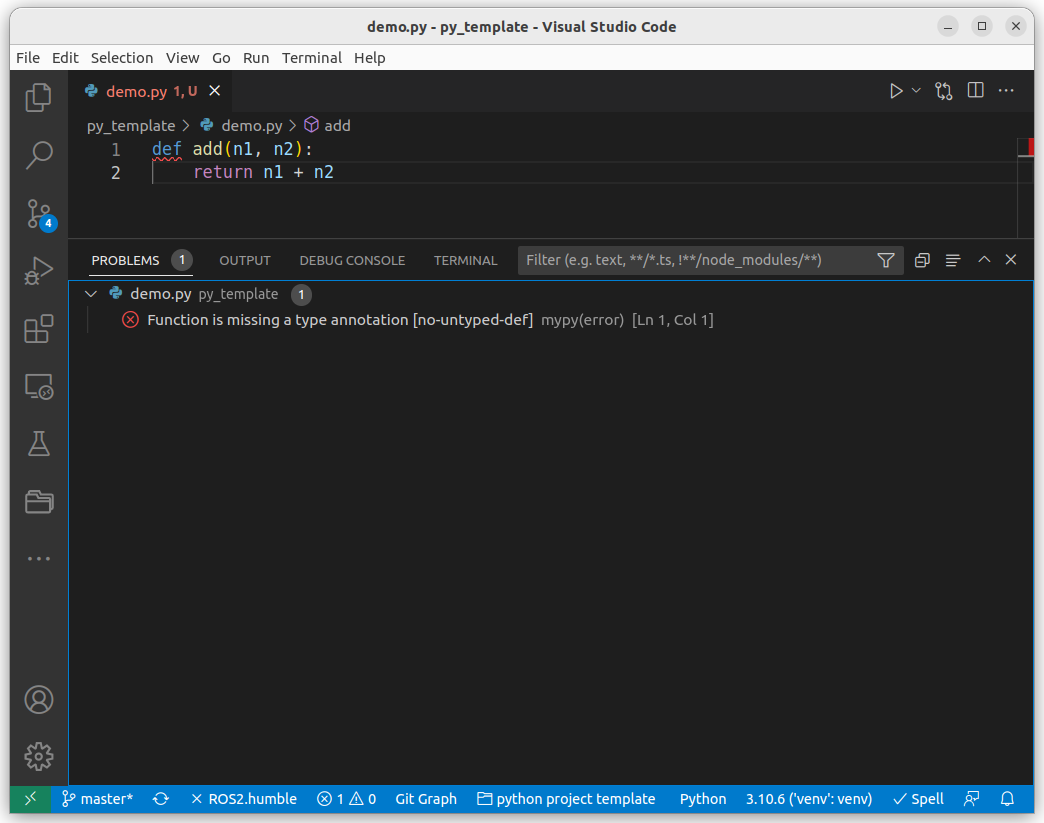 demo.py - py_template - Visual Studio Code
File Edit Selection View Go Run Terminal Help
demo.py 1, U
py_template > demo.py > add
1 def add(n1, n2):
2 return n1 + n2
PROBLEMS 1 OUTPUT DEBUG CONSOLE TERMINAL Filter (e.g. text, **/*.ts, !**/node_modules/**)
demo.py py_template 1
Function is missing a type annotation [no-untyped-def] mypy(error) [Ln 1, Col 1]
4
master* ROS2.humble 1 0 Git Graph python project template Python 3.10.6 ('venv': venv) Spell